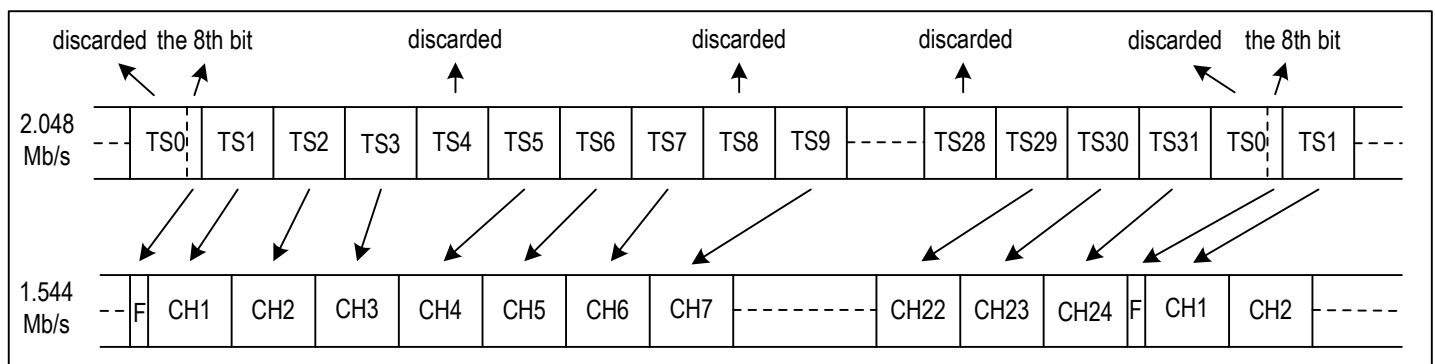 discarded the 8th bit discarded discarded discarded discarded the 8th bit
2.048
Mb/s
TS0 TS1 TS2 TS3 TS4 TS5 TS6 TS7 TS8 TS9 TS28 TS29 TS30 TS31 TS0 TS1
1.544
Mb/s
F CH1 CH2 CH3 CH4 CH5 CH6 CH7 CH22 CH23 CH24 F CH1 CH2